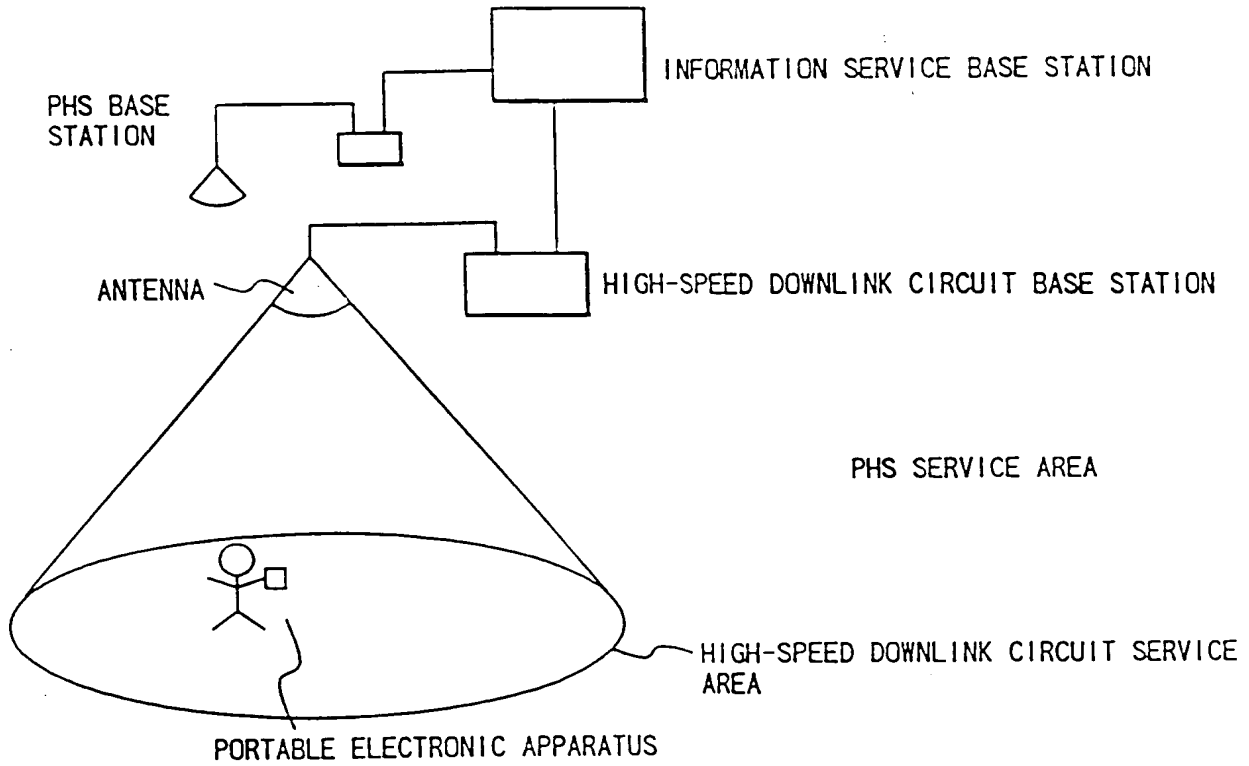 INFORMATION SERVICE BASE STATION
PHS BASE
STATION
ANTENNA
HIGH-SPEED DOWNLINK CIRCUIT BASE STATION
PHS SERVICE AREA
HIGH-SPEED DOWNLINK CIRCUIT SERVICE
AREA
PORTABLE ELECTRONIC APPARATUS